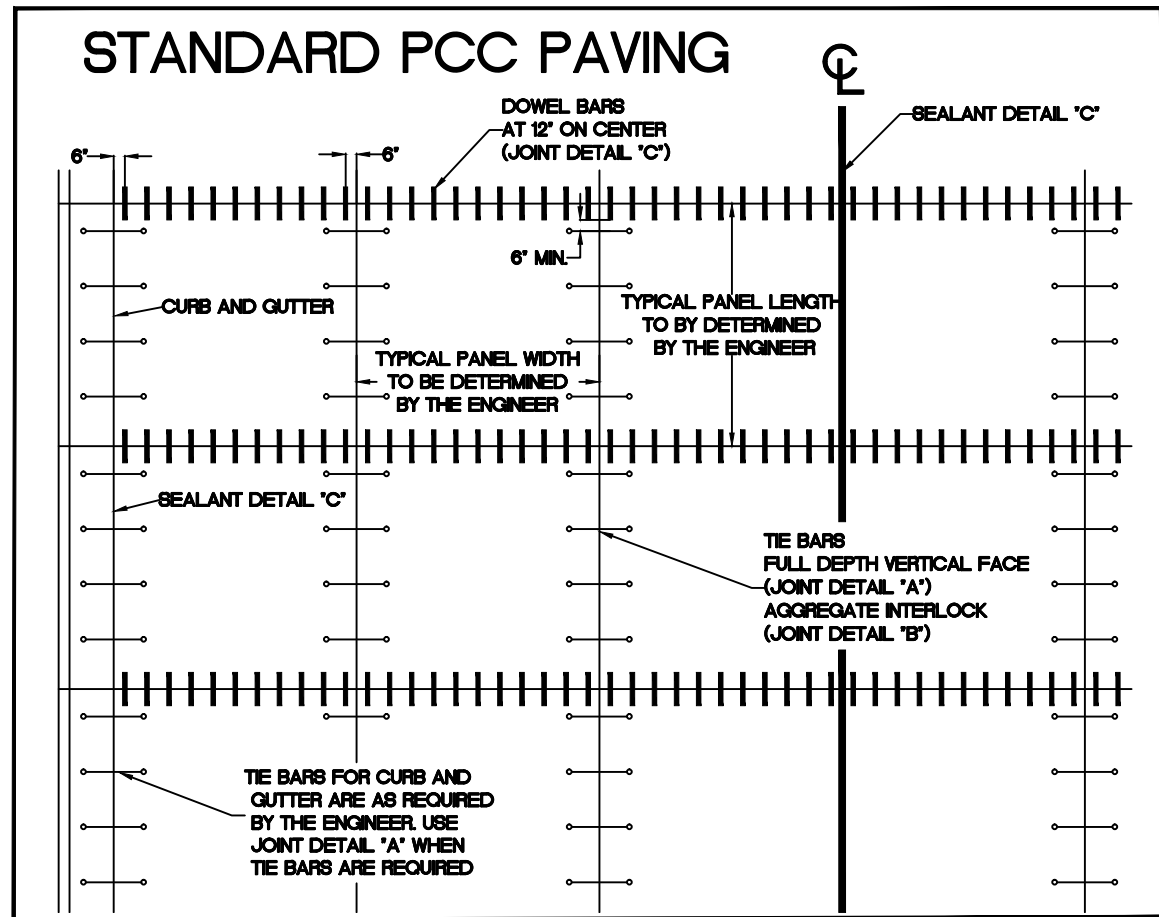 STANDARD PCC PAVING
CL
DOWEL BARS
AT 12" ON CENTER
(JOINT DETAIL "C")
SEALANT DETAIL "C"
6"
6"
6" MIN.
CURB AND GUTTER
TYPICAL PANEL LENGTH
TO BY DETERMINED
BY THE ENGINEER
TYPICAL PANEL WIDTH
TO BE DETERMINED
BY THE ENGINEER
SEALANT DETAIL "C"
TIE BARS
FULL DEPTH VERTICAL FACE
(JOINT DETAIL "A")
AGGREGATE INTERLOCK
(JOINT DETAIL "B")
TIE BARS FOR CURB AND
GUTTER ARE AS REQUIRED
BY THE ENGINEER. USE
JOINT DETAIL "A" WHEN
TIE BARS ARE REQUIRED